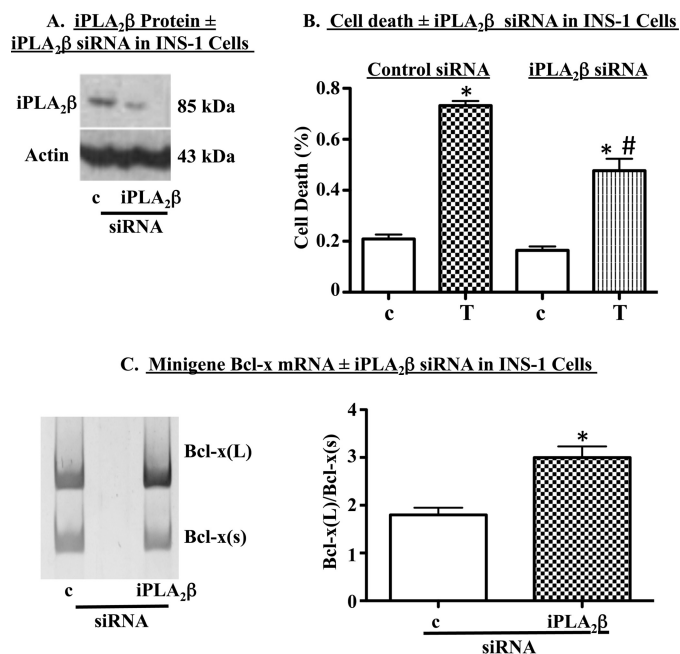 A. iPLA₂β Protein ±
iPLA₂β siRNA in INS-1 Cells
iPLA₂β
85 kDa
Actin
43 kDa
c iPLA₂β
siRNA
B. Cell death ± iPLA₂β siRNA in INS-1 Cells
Control siRNA iPLA₂β siRNA
Cell Death (%)
0.8
0.6
0.4
0.2
0
*
* #
c T c T
C. Minigene Bcl-x mRNA ± iPLA₂β siRNA in INS-1 Cells
Bcl-x(L)
Bcl-x(s)
c iPLA₂β
siRNA
Bcl-x(L)/Bcl-x(s)
4
3
2
1
0
*
c iPLA₂β
siRNA